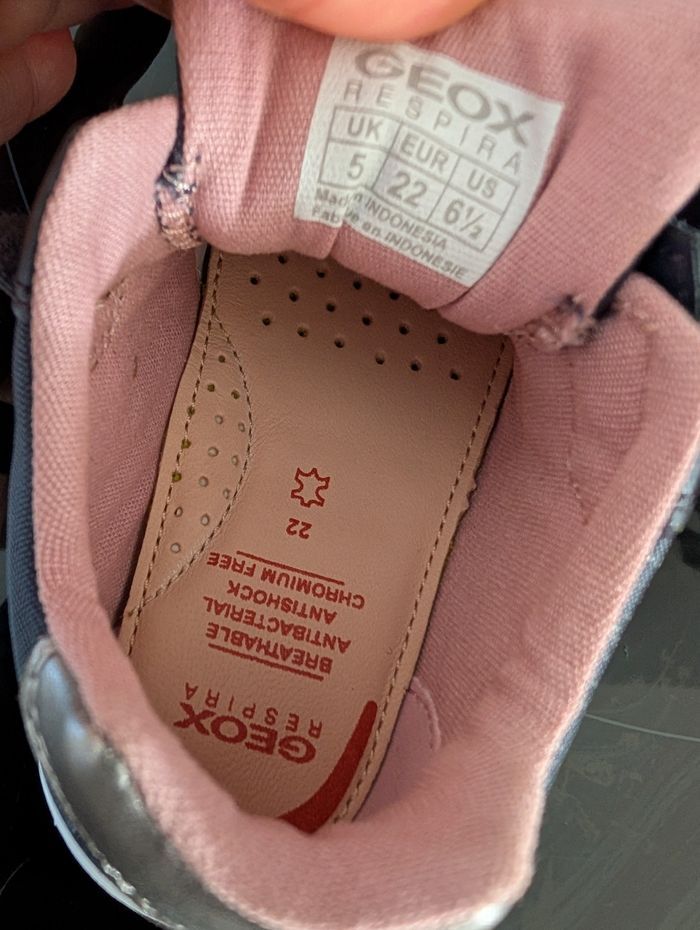 GEOX
RESPIRA
UK EUR US
5 22 6½
Made in INDONESIA
Fabriqué en INDONESIE
GEOX
RESPIRA
BREATHABLE
ANTIBACTERIAL
ANTISHOCK
CHROMIUM FREE
22